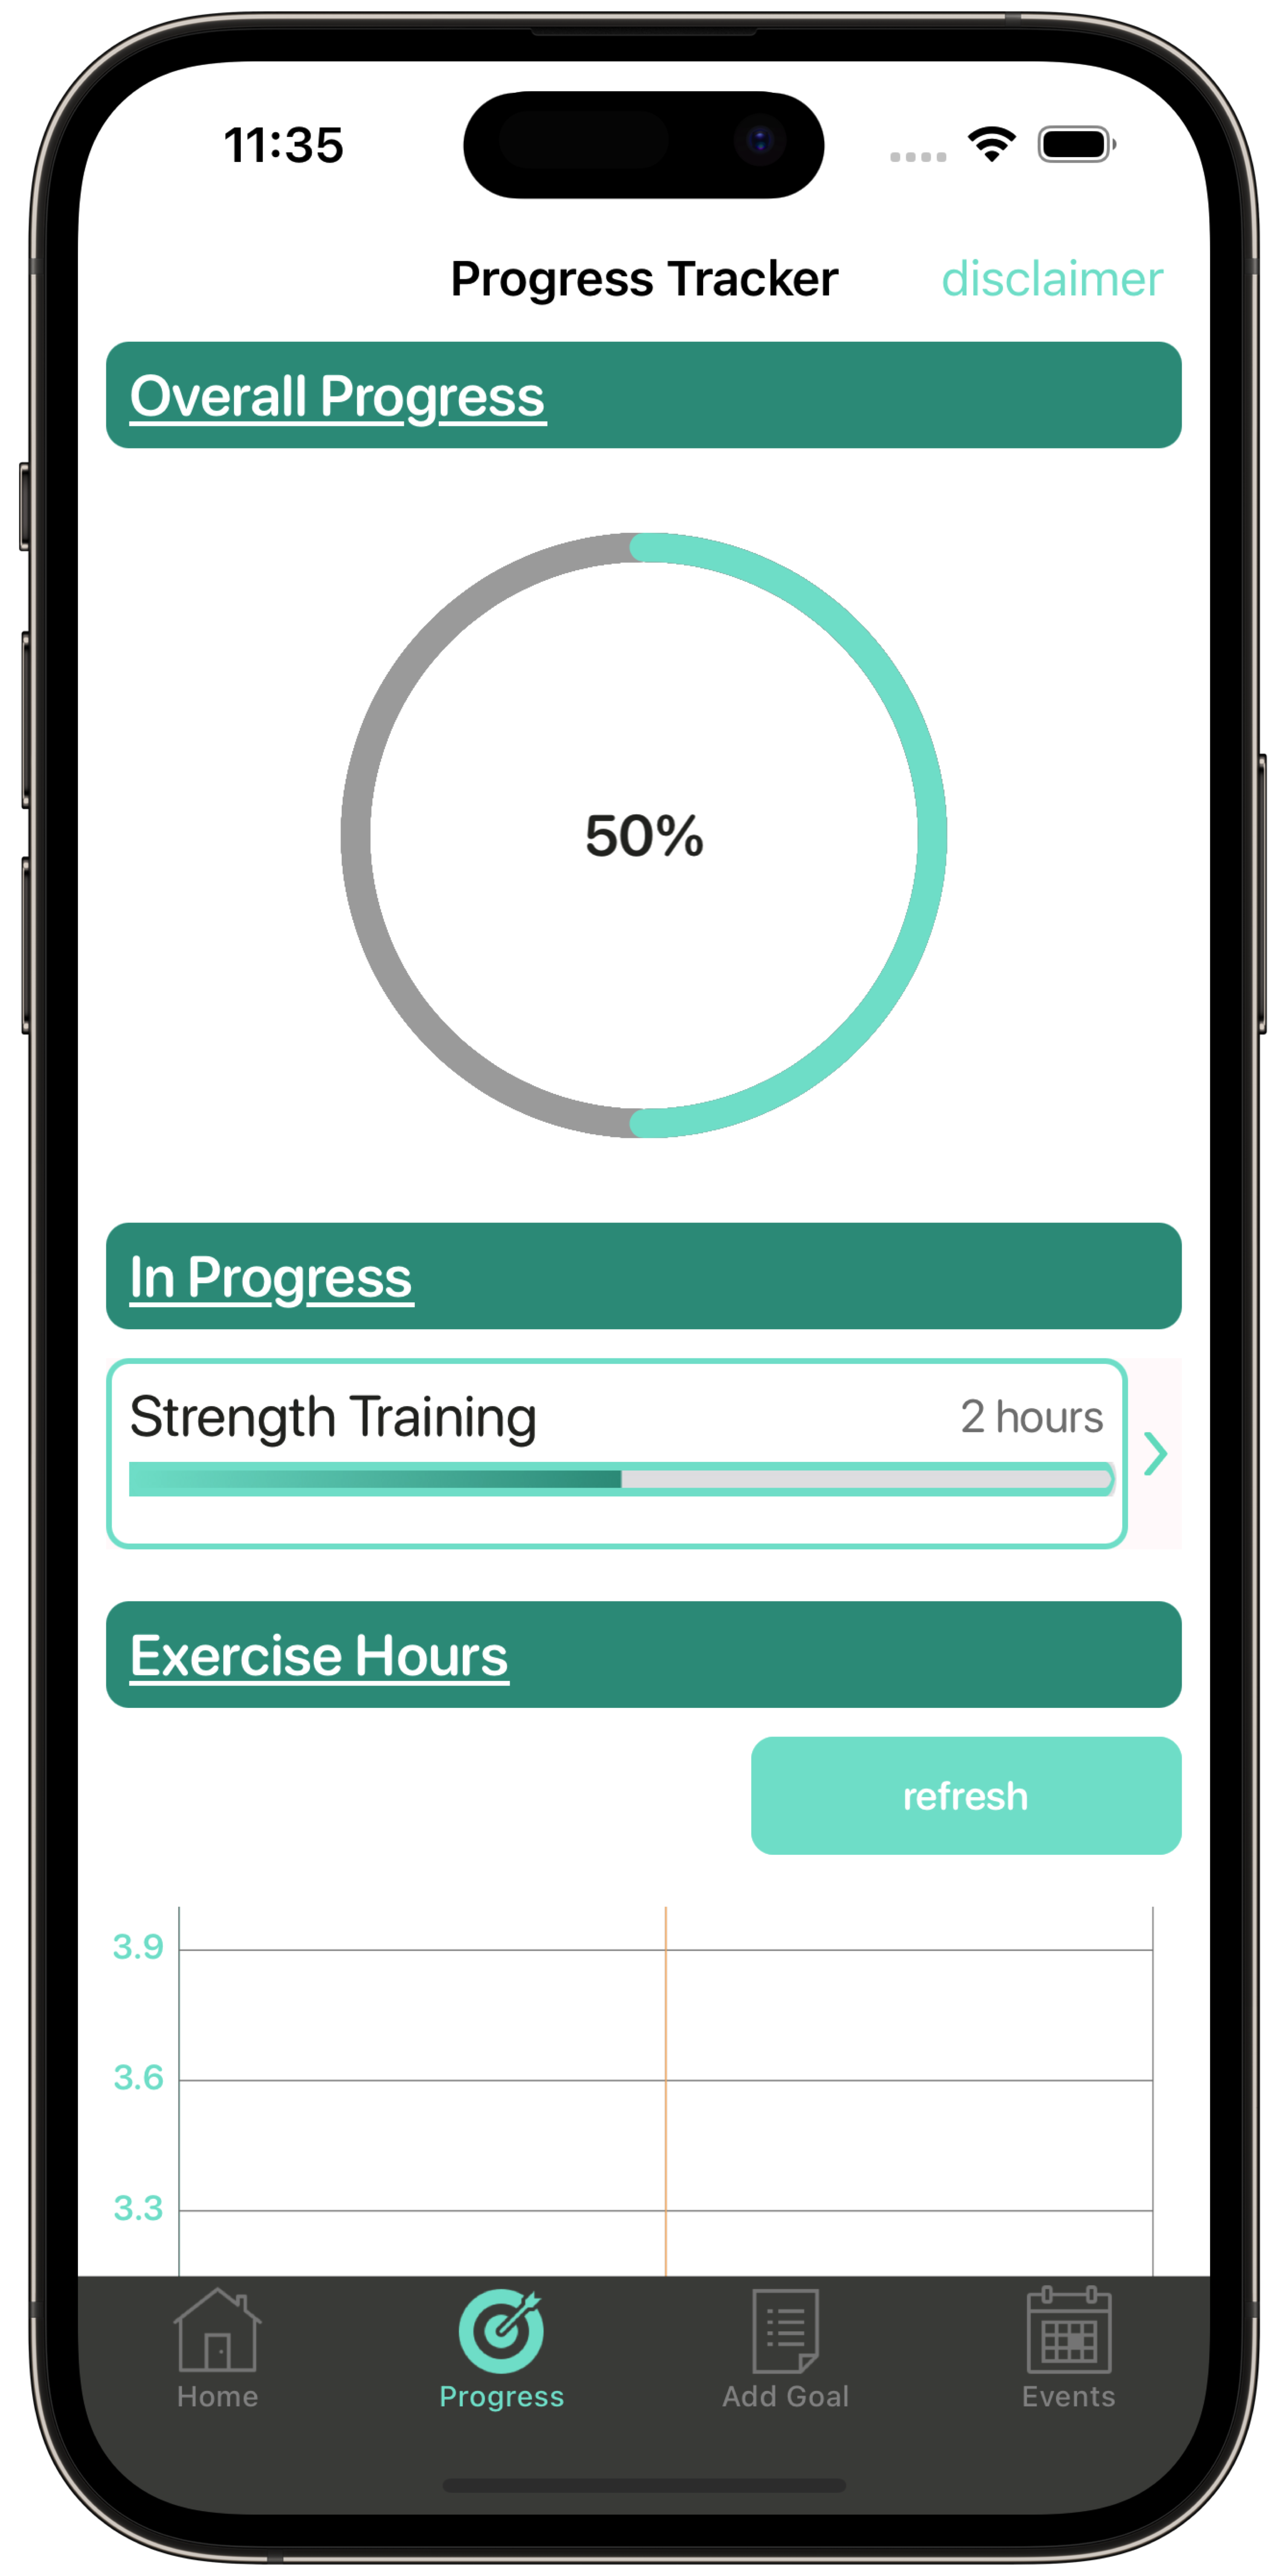 11:35
Progress Tracker disclaimer
Overall Progress
50%
In Progress
Strength Training 2 hours
Exercise Hours
refresh
3.9
3.6
3.3
Home Progress Add Goal Events